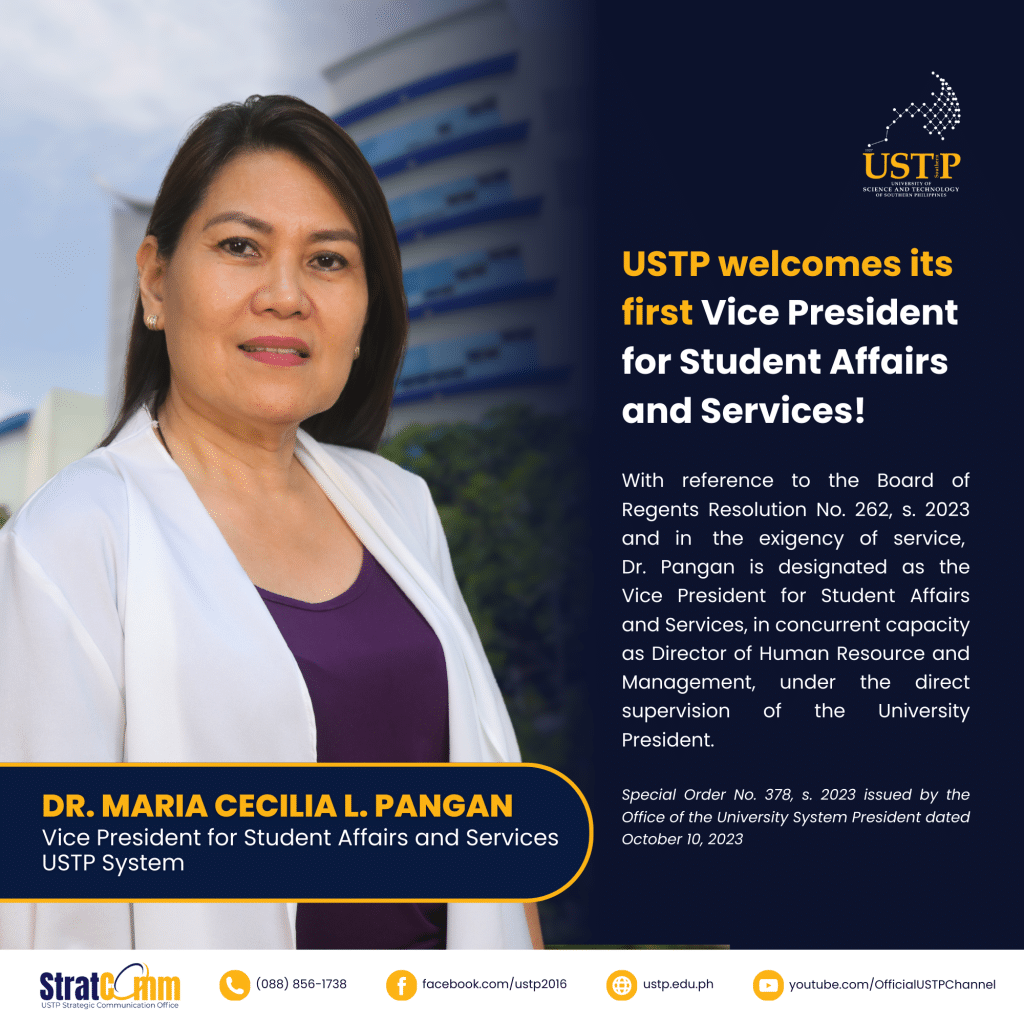 USTP
UNIVERSITY OF
SCIENCE AND TECHNOLOGY
OF SOUTHERN PHILIPPINES
USTP welcomes its
first Vice President
for Student Affairs
and Services!
With reference to the Board of
Regents Resolution No. 262, s. 2023
and in the exigency of service,
Dr. Pangan is designated as the
Vice President for Student Affairs
and Services, in concurrent capacity
as Director of Human Resource and
Management, under the direct
supervision of the University
President.
Special Order No. 378, s. 2023 issued by the
Office of the University System President dated
October 10, 2023
DR. MARIA CECILIA L. PANGAN
Vice President for Student Affairs and Services
USTP System
StratComm
USTP Strategic Communication Office
(088) 856-1738
facebook.com/ustp2016
ustp.edu.ph
youtube.com/OfficialUSTPChannel